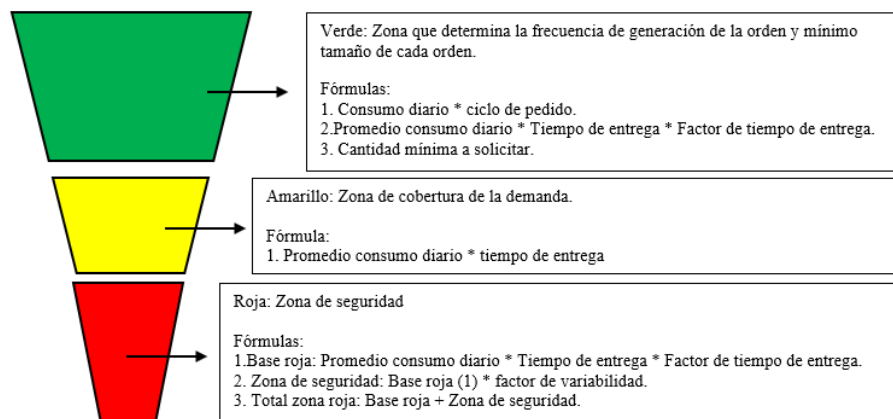 Verde: Zona que determina la frecuencia de generación de la orden y mínimo
tamaño de cada orden.
Fórmulas:
1. Consumo diario * ciclo de pedido.
2.Promedio consumo diario * Tiempo de entrega * Factor de tiempo de entrega.
3. Cantidad mínima a solicitar.
Amarillo: Zona de cobertura de la demanda.
Fórmula:
1. Promedio consumo diario * tiempo de entrega
Roja: Zona de seguridad
Fórmulas:
1.Base roja: Promedio consumo diario * Tiempo de entrega * Factor de tiempo de entrega.
2. Zona de seguridad: Base roja (1) * factor de variabilidad.
3. Total zona roja: Base roja + Zona de seguridad.